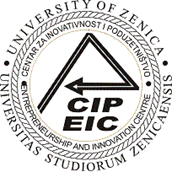 UNIVERSITY OF ZENICA
UNIVERSITAS STUDIORUM ZENICAENSIS
CENTAR ZA INOVATIVNOST I PODUZETNIŠTVO
ENTREPRENEURSHIP AND INNOVATION CENTRE
CIP
EIC